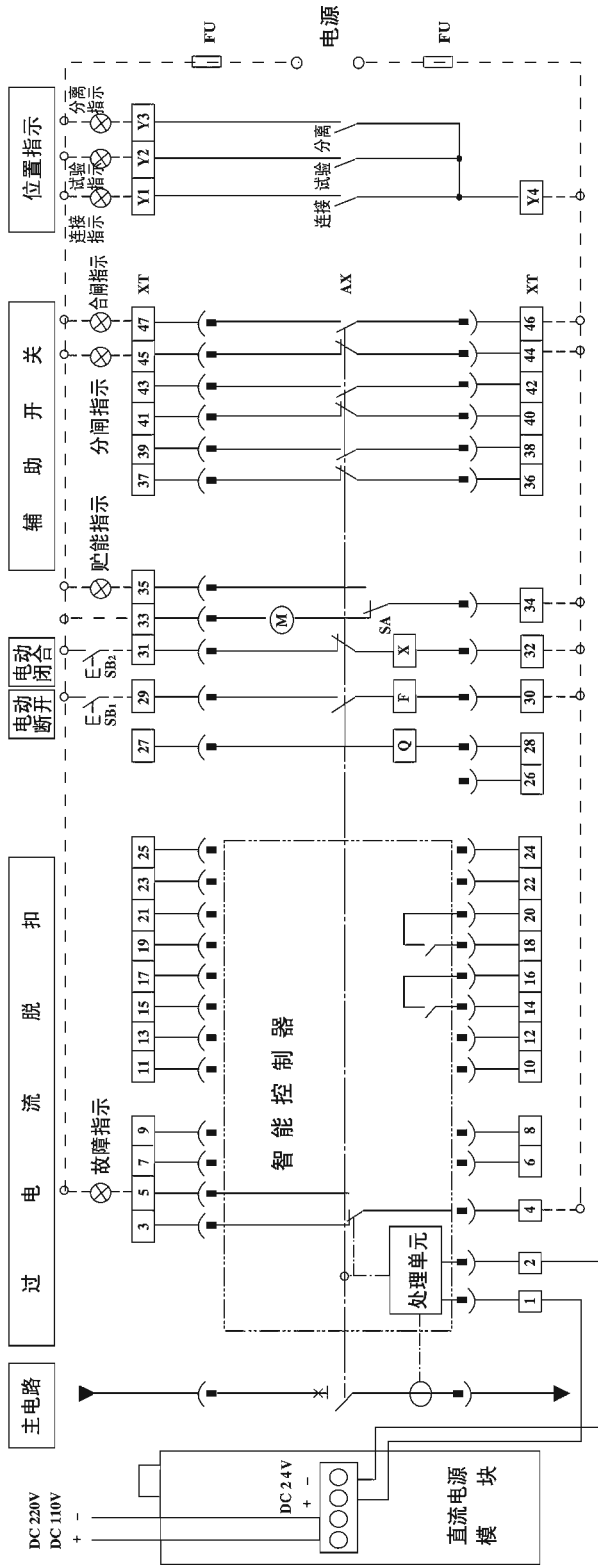 主电路
过 电 流 脱 扣
电动断开
电动闭合
辅 助 开 关
位置指示
故障指示
SB1
SB2
贮能指示
分闸指示
合闸指示
连接指示
试验指示
分离指示
FU
电源
FU
3 5 7 9 11 13 15 17 19 21 23 25 27 29 31 33 35 37 39 41 43 45 47 XT Y1 Y2 Y3
智能控制器
M
SA
AX
连接 试验 分离
处理单元
Q F X
1 2 4 6 8 10 12 14 16 18 20 22 24 26 28 30 32 34 36 38 40 42 44 46 XT Y4
DC 220V
DC 110V
+ -
DC24V
+ -
直流电源
模 块